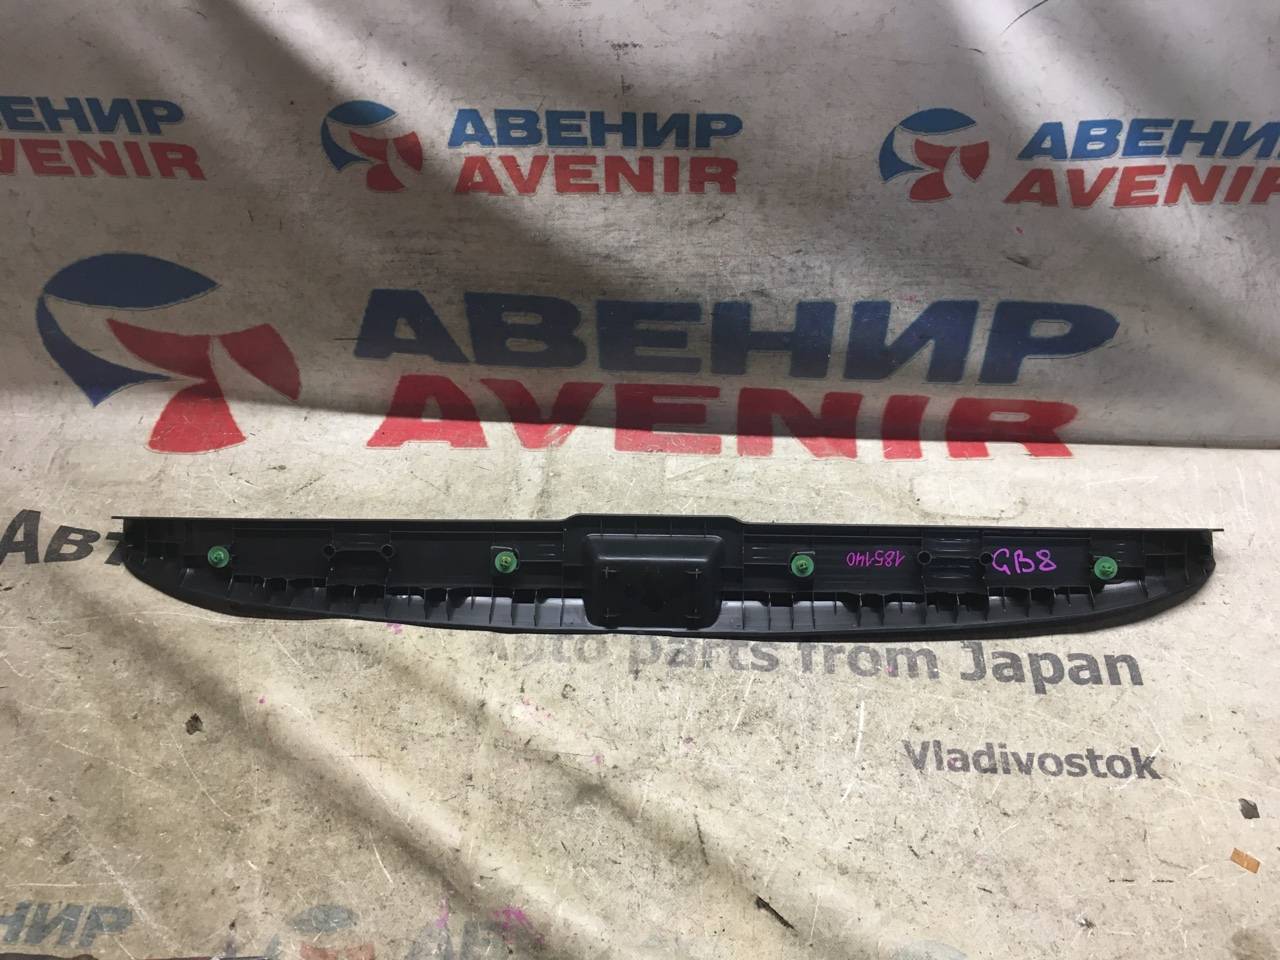 АВЕНИР
AVENIR
АВЕНИР
AVENIR
АВЕНИР
AVENIR
АВЕНИР
AVENIR
185140
GB8
Auto parts from Japan
Vladivostok